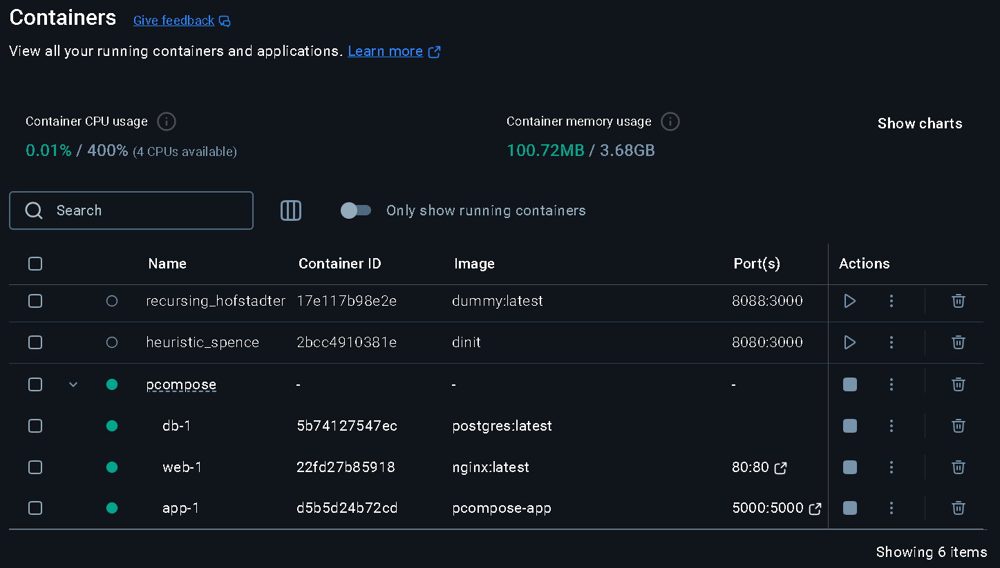 Containers Give feedback
View all your running containers and applications. Learn more
Container CPU usage Container memory usage Show charts
0.01% / 400% (4 CPUs available) 100.72MB / 3.68GB
Search Only show running containers
Name Container ID Image Port(s) Actions
recursing_hofstadter 17e117b98e2e dummy:latest 8088:3000
heuristic_spence 2bcc4910381e dinit 8080:3000
pcompose - - -
db-1 5b74127547ec postgres:latest
web-1 22fd27b85918 nginx:latest 80:80
app-1 d5b5d24b72cd pcompose-app 5000:5000
Showing 6 items